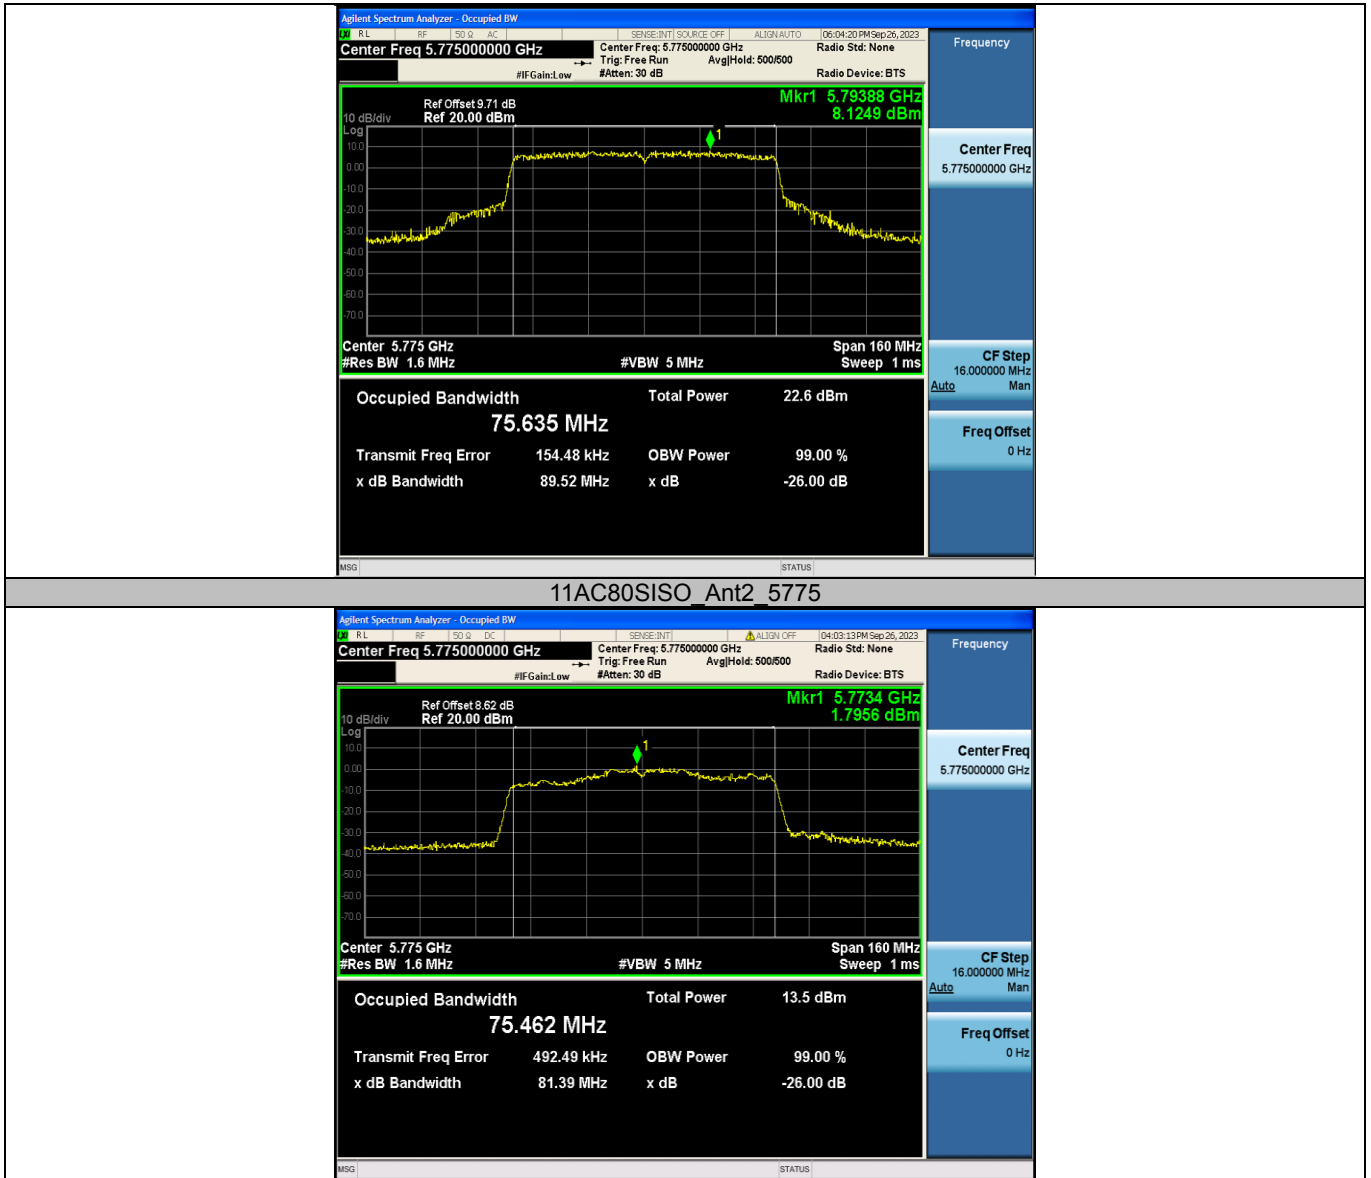 Agilent Spectrum Analyzer - Occupied BW
LXI RL RF 50 Ω AC SENSE:INT SOURCE OFF ALIGN AUTO 06:04:20 PM Sep 26, 2023
Center Freq 5.775000000 GHz
Center Freq: 5.775000000 GHz Radio Std: None
Trig: Free Run Avg|Hold: 500/500
#IFGain:Low #Atten: 30 dB Radio Device: BTS
Frequency
Mkr1 5.79388 GHz
8.1249 dBm
Ref Offset 9.71 dB
10 dB/div Ref 20.00 dBm
Log
10.0
0.00
-10.0
-20.0
-30.0
-40.0
-50.0
-60.0
-70.0
1
Center Freq
5.775000000 GHz
Center 5.775 GHz Span 160 MHz
#Res BW 1.6 MHz #VBW 5 MHz Sweep 1 ms
CF Step
16.000000 MHz
Auto Man
Occupied Bandwidth Total Power 22.6 dBm
75.635 MHz
Freq Offset
0 Hz
Transmit Freq Error 154.48 kHz OBW Power 99.00 %
x dB Bandwidth 89.52 MHz x dB -26.00 dB
MSG STATUS
11AC80SISO_Ant2_5775
Agilent Spectrum Analyzer - Occupied BW
LXI RL RF 50 Ω DC SENSE:INT ALIGN OFF 04:03:13 PM Sep 26, 2023
Center Freq 5.775000000 GHz
Center Freq: 5.775000000 GHz Radio Std: None
Trig: Free Run Avg|Hold: 500/500
#IFGain:Low #Atten: 30 dB Radio Device: BTS
Frequency
Mkr1 5.7734 GHz
1.7956 dBm
Ref Offset 8.62 dB
10 dB/div Ref 20.00 dBm
Log
10.0
0.00
-10.0
-20.0
-30.0
-40.0
-50.0
-60.0
-70.0
1
Center Freq
5.775000000 GHz
Center 5.775 GHz Span 160 MHz
#Res BW 1.6 MHz #VBW 5 MHz Sweep 1 ms
CF Step
16.000000 MHz
Auto Man
Occupied Bandwidth Total Power 13.5 dBm
75.462 MHz
Freq Offset
0 Hz
Transmit Freq Error 492.49 kHz OBW Power 99.00 %
x dB Bandwidth 81.39 MHz x dB -26.00 dB
MSG STATUS